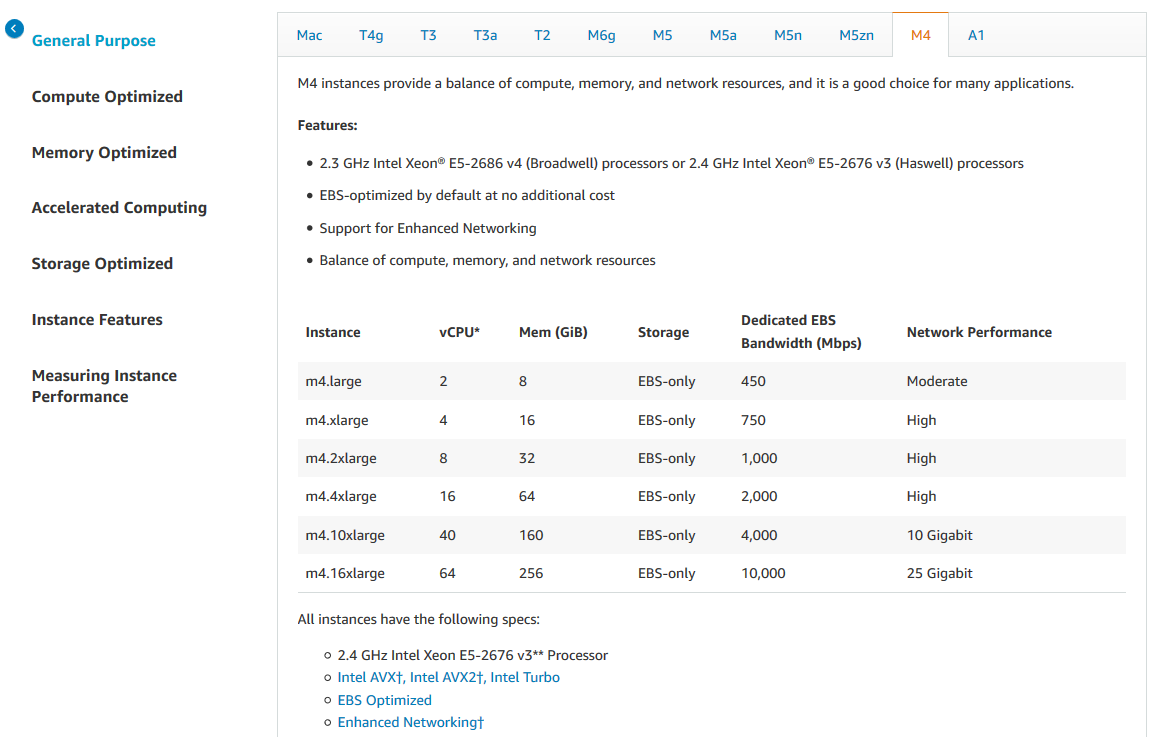 General Purpose
Compute Optimized
Memory Optimized
Accelerated Computing
Storage Optimized
Instance Features
Measuring Instance
Performance
Mac T4g T3 T3a T2 M6g M5 M5a M5n M5zn M4 A1
M4 instances provide a balance of compute, memory, and network resources, and it is a good choice for many applications.
Features:
• 2.3 GHz Intel Xeon® E5-2686 v4 (Broadwell) processors or 2.4 GHz Intel Xeon® E5-2676 v3 (Haswell) processors
• EBS-optimized by default at no additional cost
• Support for Enhanced Networking
• Balance of compute, memory, and network resources
Instance vCPU* Mem (GiB) Storage Dedicated EBS Bandwidth (Mbps) Network Performance
m4.large 2 8 EBS-only 450 Moderate
m4.xlarge 4 16 EBS-only 750 High
m4.2xlarge 8 32 EBS-only 1,000 High
m4.4xlarge 16 64 EBS-only 2,000 High
m4.10xlarge 40 160 EBS-only 4,000 10 Gigabit
m4.16xlarge 64 256 EBS-only 10,000 25 Gigabit
All instances have the following specs:
○ 2.4 GHz Intel Xeon E5-2676 v3** Processor
○ Intel AVX†, Intel AVX2†, Intel Turbo
○ EBS Optimized
○ Enhanced Networking†